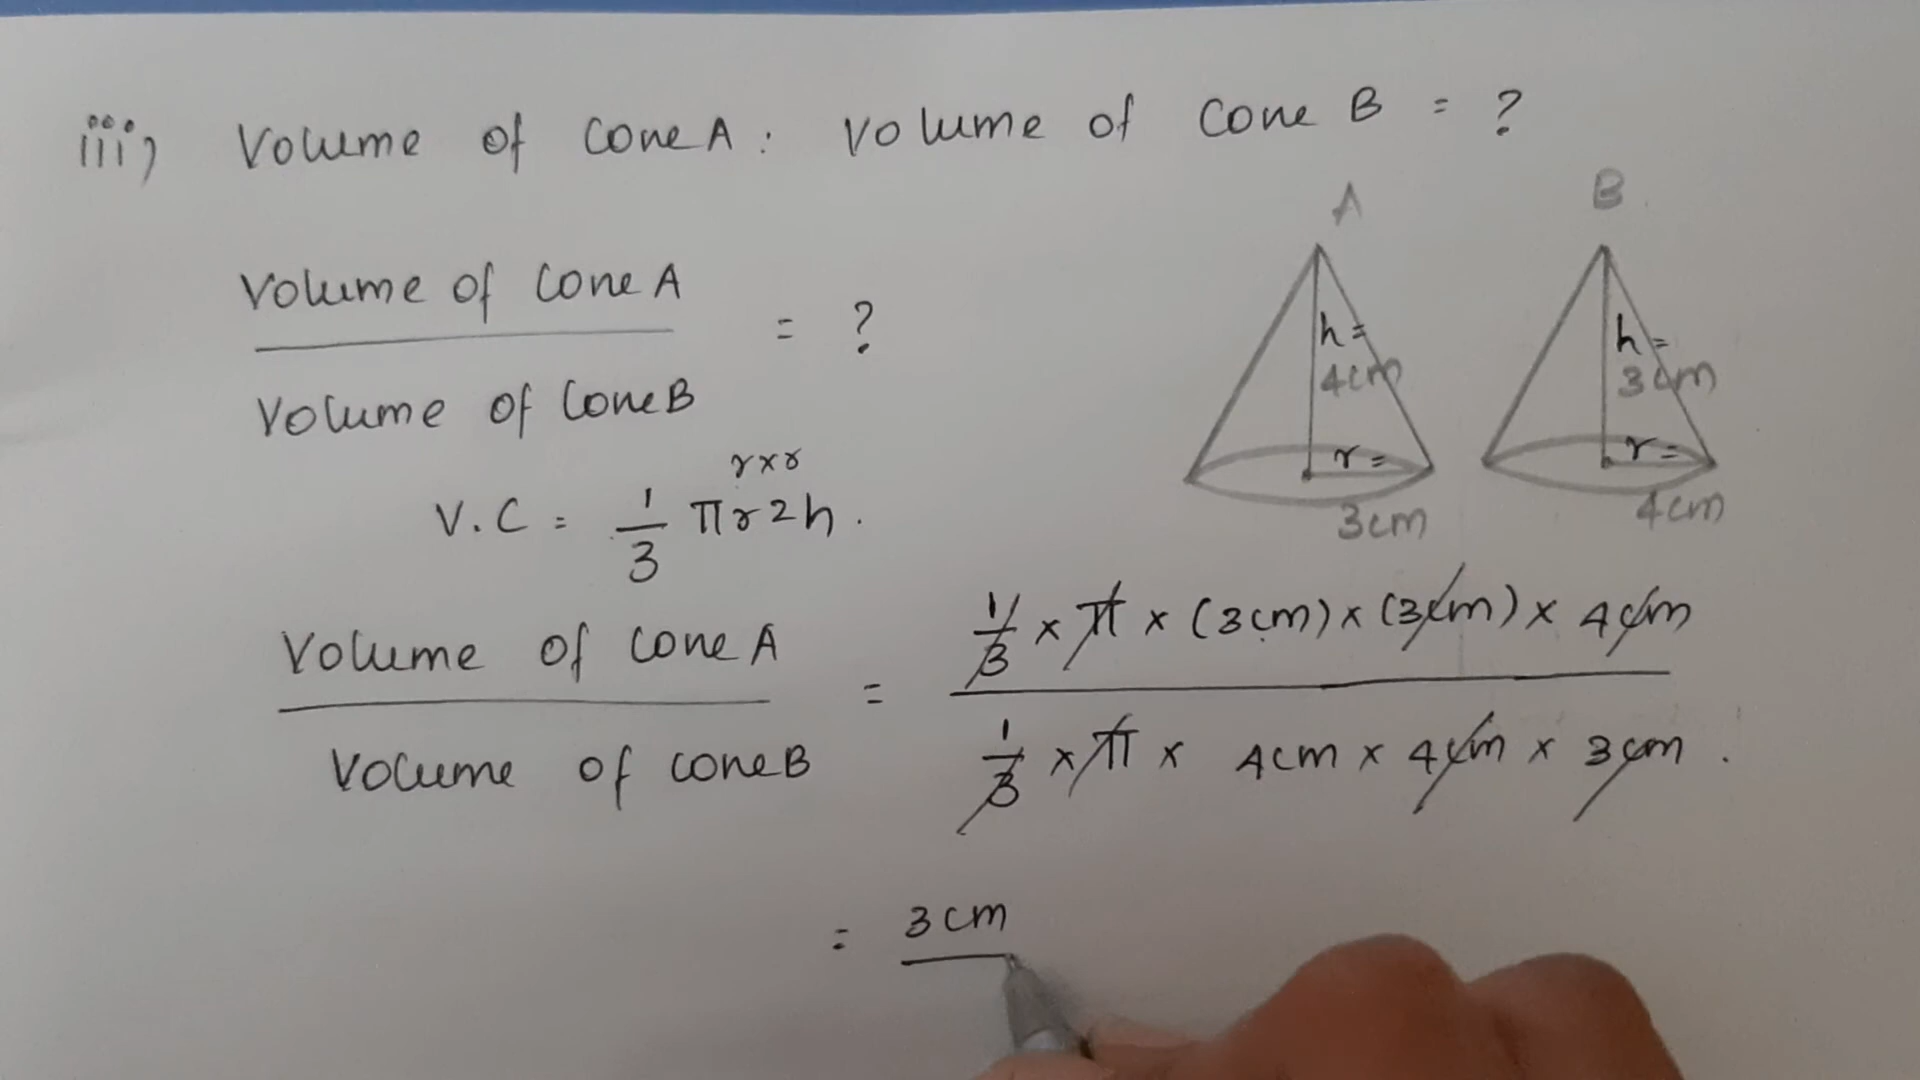 iii, Volume of Cone A : Volume of Cone B = ?
A B
Volume of Cone A
= ?
Volume of Cone B
h = 4cm
r = 3cm
h = 3cm
r = 4cm
r×r
V.C = 1/3 πr2h.
Volume of Cone A = 1/3 × π × (3cm) × (3cm) × 4cm
Volume of cone B 1/3 × π × 4cm × 4cm × 3cm.
= 3cm